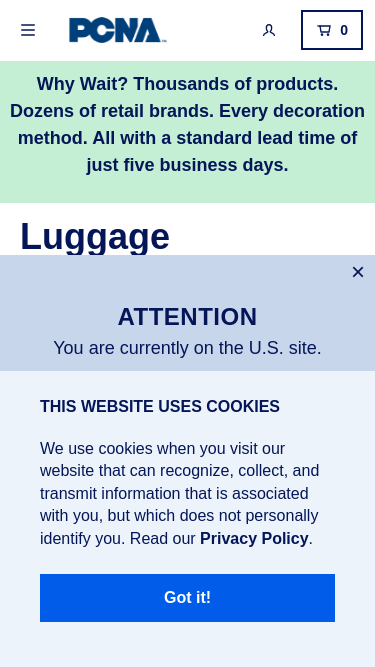 PCNA
0
Why Wait? Thousands of products.
Dozens of retail brands. Every decoration
method. All with a standard lead time of
just five business days.
Luggage
ATTENTION
You are currently on the U.S. site.
THIS WEBSITE USES COOKIES
We use cookies when you visit our
website that can recognize, collect, and
transmit information that is associated
with you, but which does not personally
identify you. Read our Privacy Policy.
Got it!